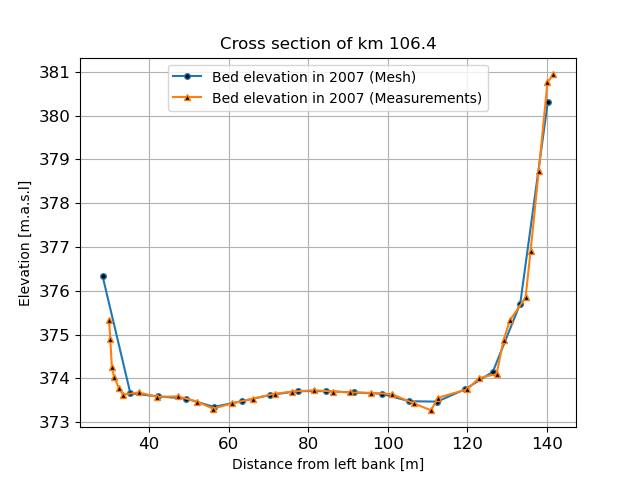 Cross section of km 106.4
Bed elevation in 2007 (Mesh)
Bed elevation in 2007 (Measurements)
Elevation [m.a.s.l]
381
380
379
378
377
376
375
374
373
40 60 80 100 120 140
Distance from left bank [m]